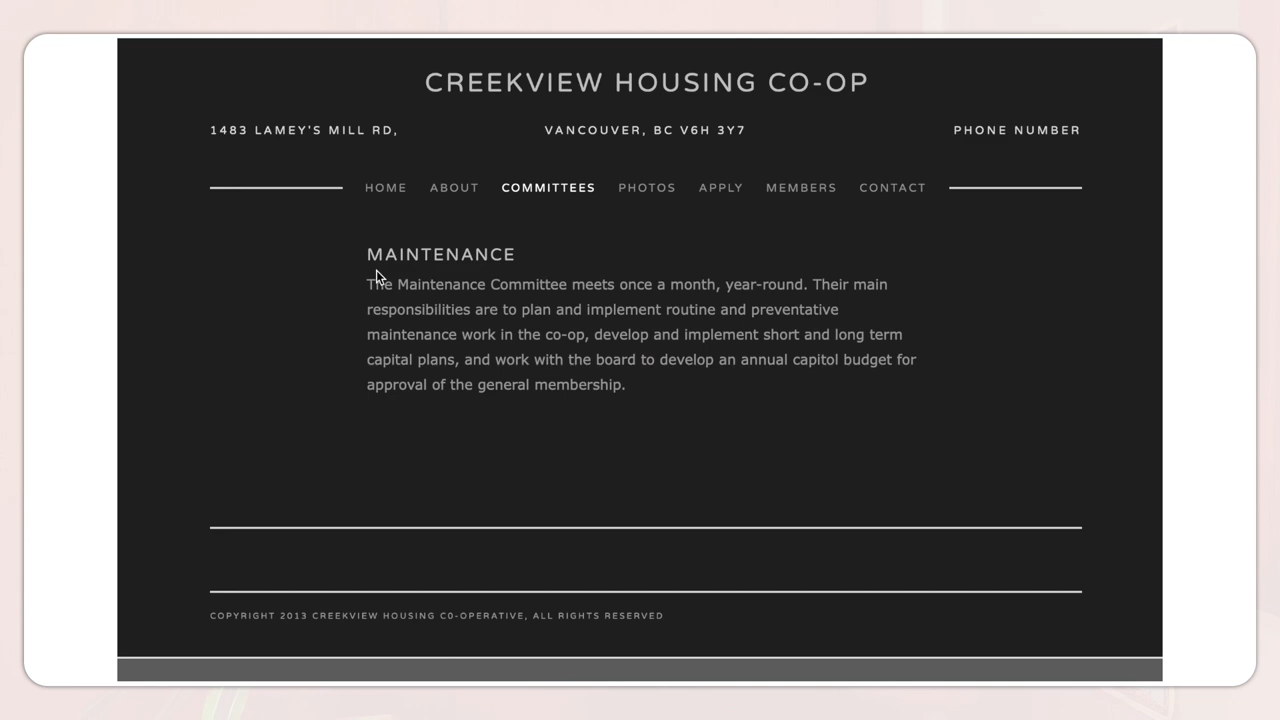 CREEKVIEW HOUSING CO-OP
1483 LAMEY'S MILL RD, VANCOUVER, BC V6H 3Y7 PHONE NUMBER
HOME ABOUT COMMITTEES PHOTOS APPLY MEMBERS CONTACT
MAINTENANCE
The Maintenance Committee meets once a month, year-round. Their main
responsibilities are to plan and implement routine and preventative
maintenance work in the co-op, develop and implement short and long term
capital plans, and work with the board to develop an annual capitol budget for
approval of the general membership.
COPYRIGHT 2013 CREEKVIEW HOUSING C0-OPERATIVE, ALL RIGHTS RESERVED